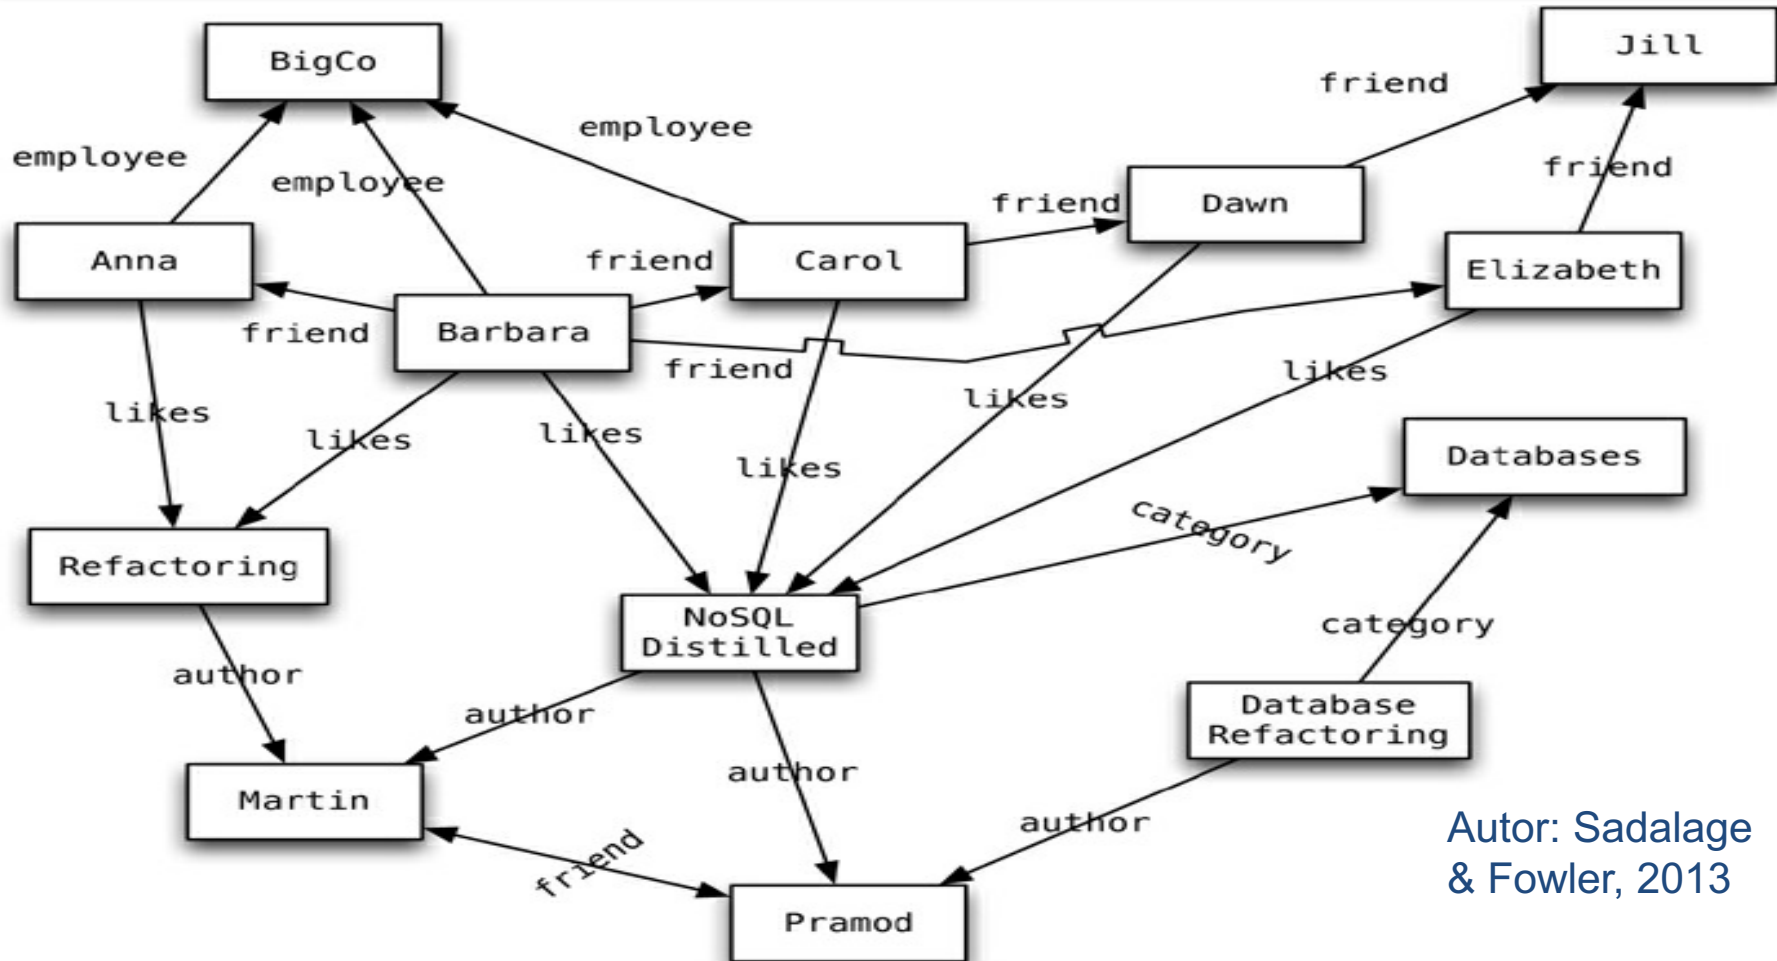 BigCo
Jill
friend
employee
employee
friend
employee
friend
Dawn
Anna
friend
Carol
Elizabeth
friend
Barbara
friend
likes
likes
likes
likes
likes
Databases
likes
category
Refactoring
NoSQL
Distilled
category
author
author
Database
Refactoring
author
Martin
author
Autor: Sadalage
& Fowler, 2013
friend
Pramod